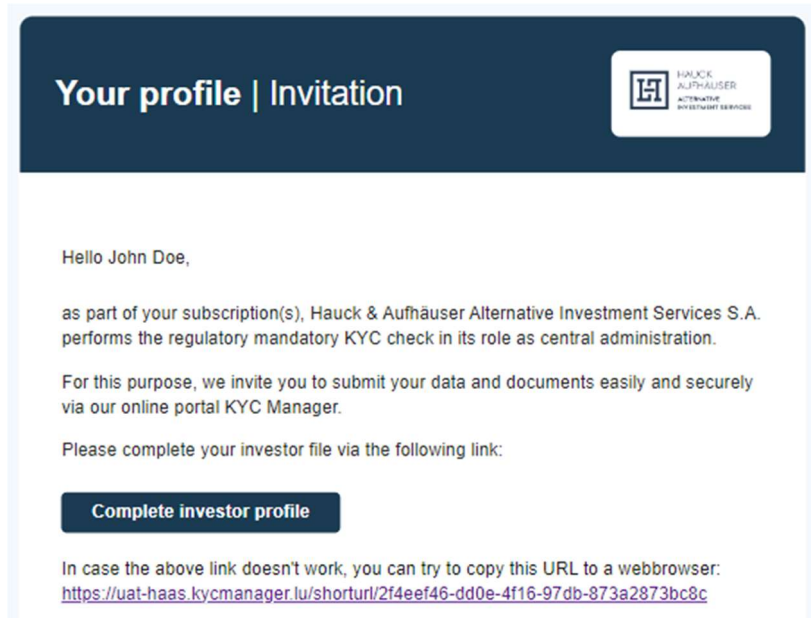 Your profile | Invitation
HAUCK
AUFHÄUSER
ALTERNATIVE
INVESTMENT SERVICES
Hello John Doe,
as part of your subscription(s), Hauck & Aufhäuser Alternative Investment Services S.A.
performs the regulatory mandatory KYC check in its role as central administration.
For this purpose, we invite you to submit your data and documents easily and securely
via our online portal KYC Manager.
Please complete your investor file via the following link:
Complete investor profile
In case the above link doesn't work, you can try to copy this URL to a webbrowser:
https://uat-haas.kycmanager.lu/shorturl/2f4eef46-dd0e-4f16-97db-873a2873bc8c